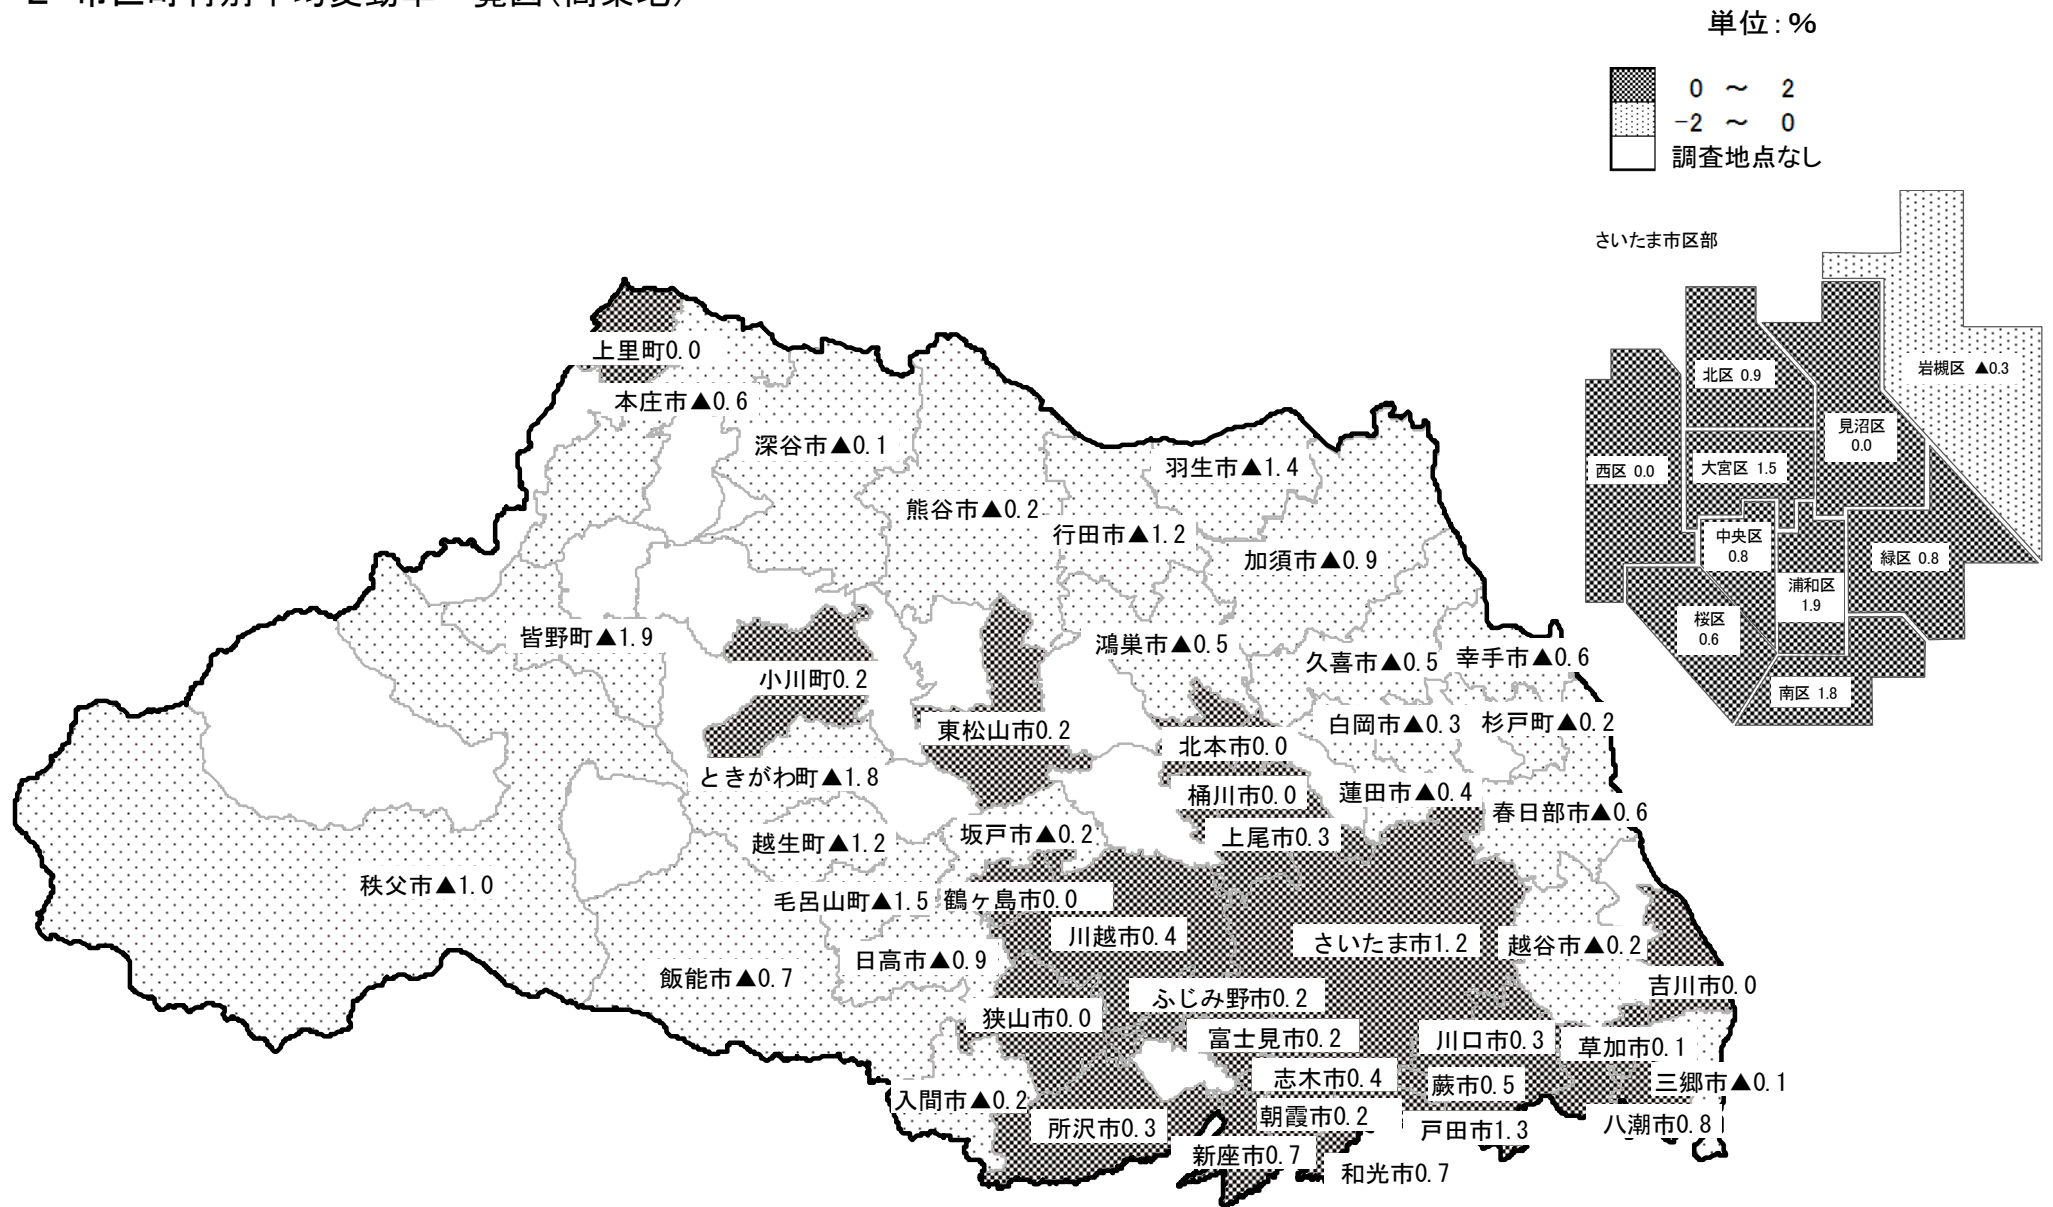 単位:%
0 ～ 2
-2 ～ 0
調査地点なし
さいたま市区部
北区 0.9
岩槻区 ▲0.3
見沼区
0.0
西区 0.0
大宮区 1.5
中央区
0.8
緑区 0.8
浦和区
1.9
桜区
0.6
南区 1.8
上里町0.0
本庄市▲0.6
深谷市▲0.1
羽生市▲1.4
熊谷市▲0.2
行田市▲1.2
加須市▲0.9
皆野町▲1.9
鴻巣市▲0.5
久喜市▲0.5
幸手市▲0.6
小川町0.2
東松山市0.2
白岡市▲0.3
杉戸町▲0.2
北本市0.0
ときがわ町▲1.8
桶川市0.0
蓮田市▲0.4
春日部市▲0.6
越生町▲1.2
坂戸市▲0.2
上尾市0.3
秩父市▲1.0
毛呂山町▲1.5
鶴ヶ島市0.0
川越市0.4
さいたま市1.2
越谷市▲0.2
日高市▲0.9
飯能市▲0.7
吉川市0.0
ふじみ野市0.2
狭山市0.0
富士見市0.2
川口市0.3
草加市0.1
志木市0.4
蕨市0.5
三郷市▲0.1
入間市▲0.2
朝霞市0.2
所沢市0.3
戸田市1.3
八潮市0.8
新座市0.7
和光市0.7